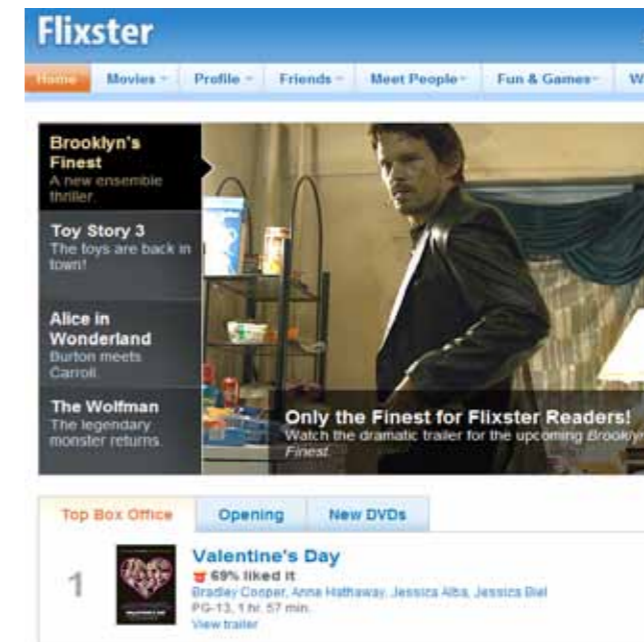 Flixster
Home Movies Profile Friends Meet People Fun & Games W
Brooklyn's
Finest
A new ensemble
thriller.
Toy Story 3
The toys are back in
town!
Alice in
Wonderland
Burton meets
Carroll.
The Wolfman
The legendary
monster returns.
Only the Finest for Flixster Readers!
Watch the dramatic trailer for the upcoming Brooklyn
Finest.
Top Box Office Opening New DVDs
1
Valentine's Day
69% liked it
Bradley Cooper, Anne Hathaway, Jessica Alba, Jessica Biel
PG-13, 1 hr. 57 min.
View trailer